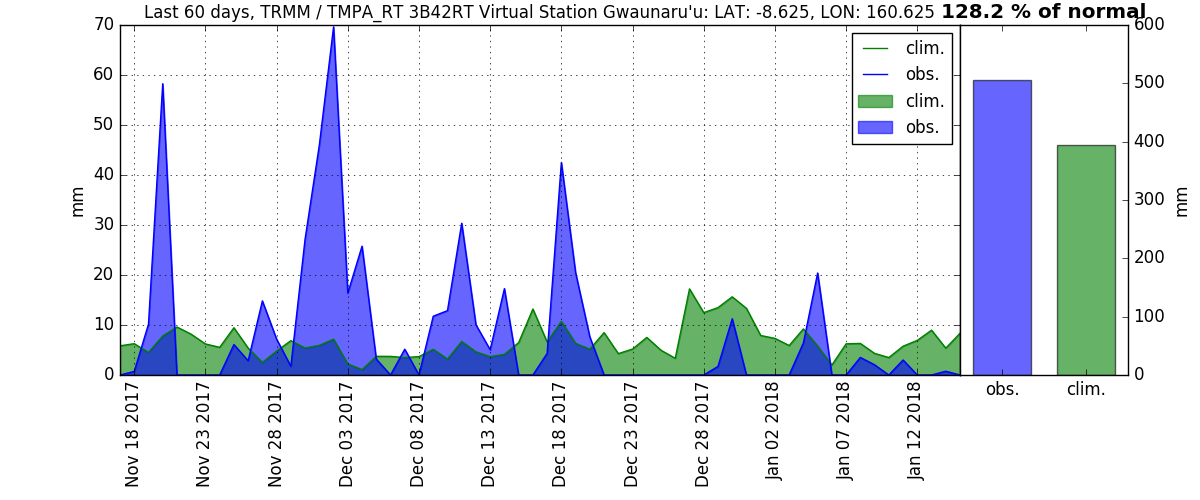 Last 60 days, TRMM / TMPA_RT 3B42RT Virtual Station Gwaunaru'u: LAT: -8.625, LON: 160.625 128.2 % of normal
70
60
50
40
30
20
10
0
mm
Nov 18 2017
Nov 23 2017
Nov 28 2017
Dec 03 2017
Dec 08 2017
Dec 13 2017
Dec 18 2017
Dec 23 2017
Dec 28 2017
Jan 02 2018
Jan 07 2018
Jan 12 2018
clim.
obs.
clim.
obs.
600
500
400
300
200
100
0
mm
obs.
clim.